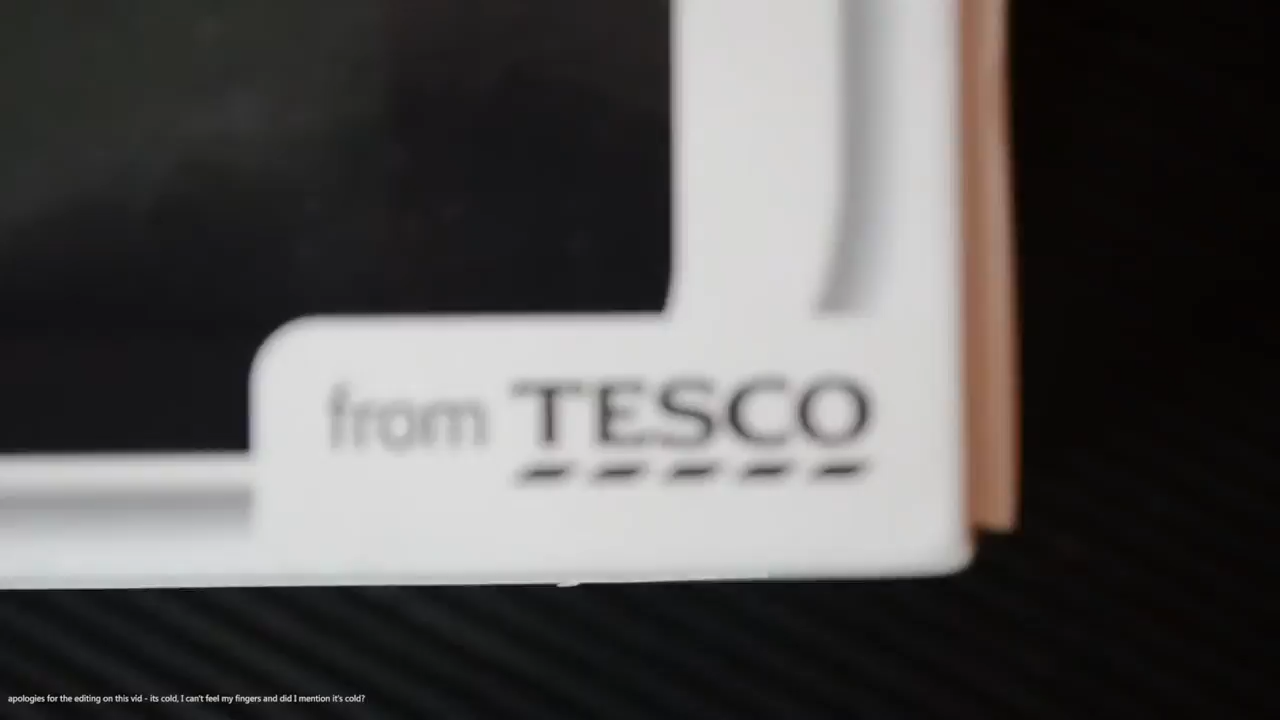 from TESCO
apologies for the editing on this vid - its cold, I can't feel my fingers and did I mention it's cold?